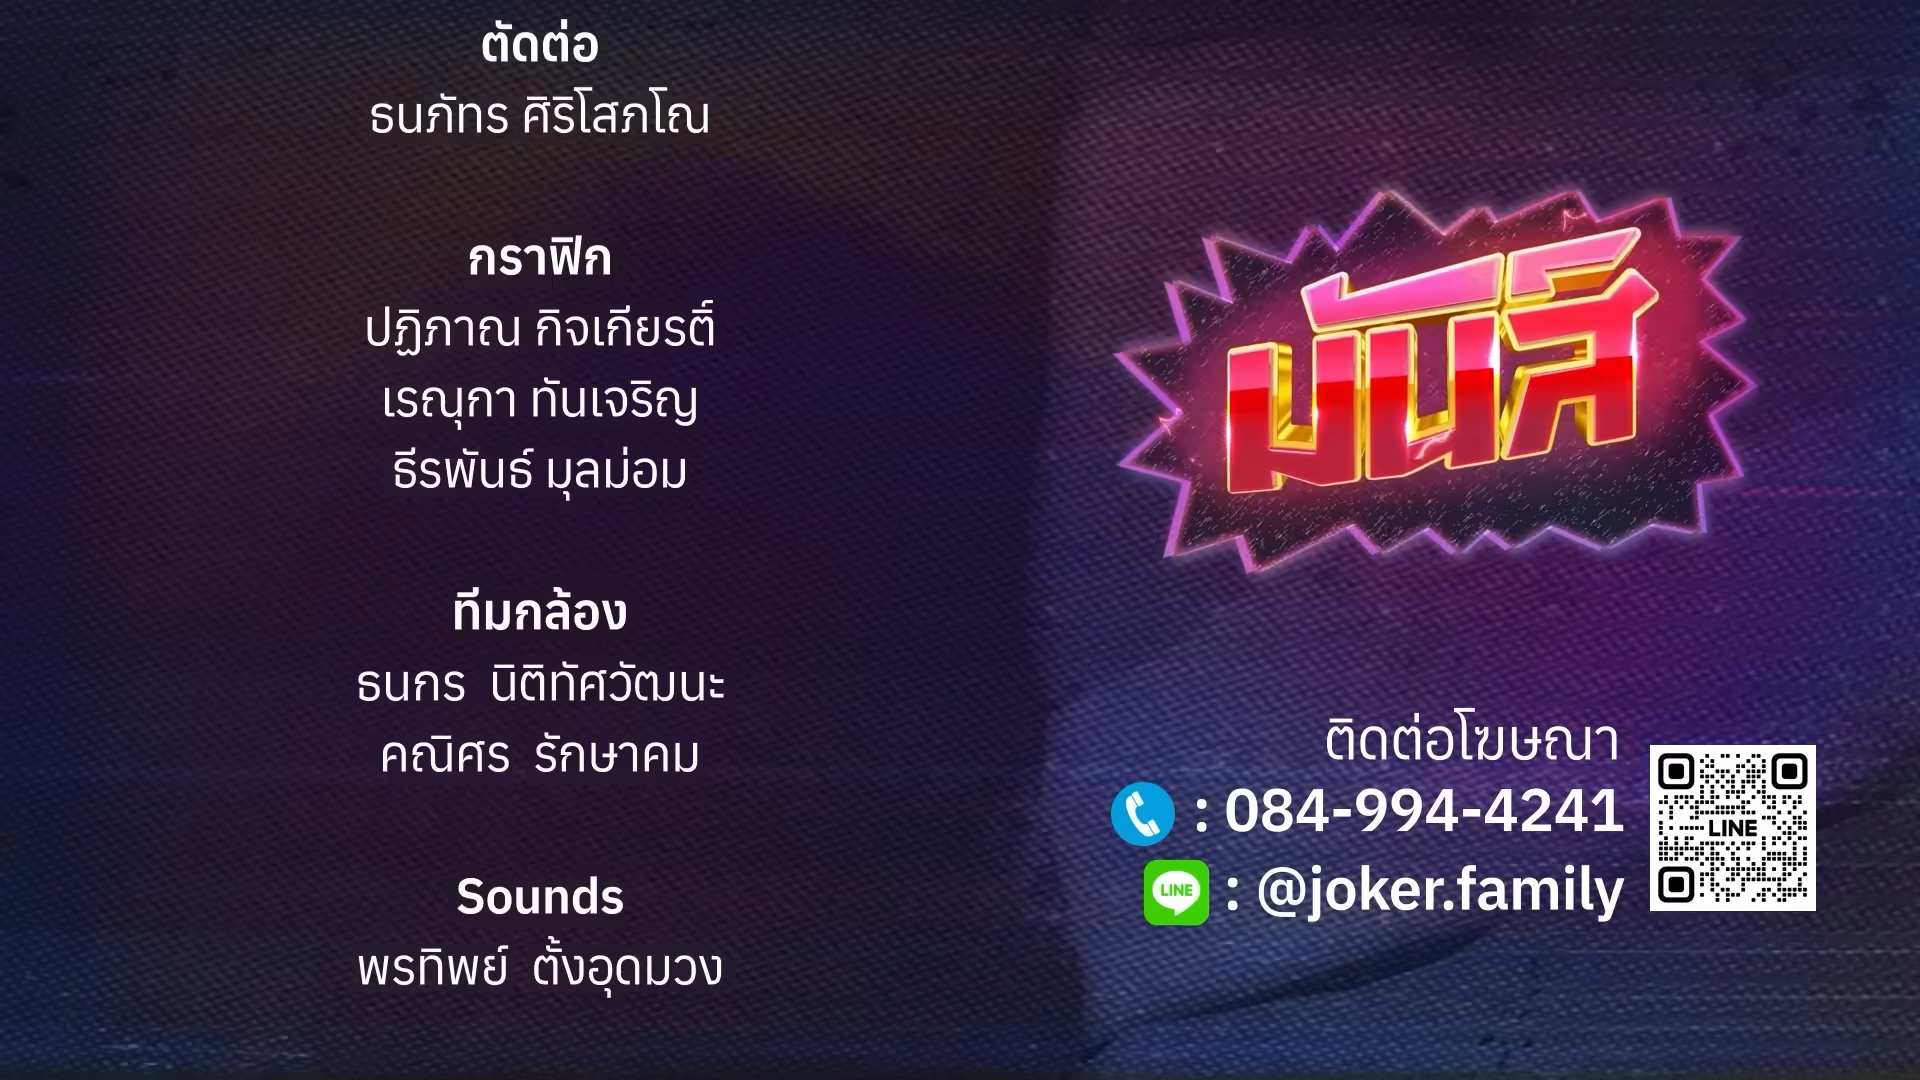 ตัดต่อ
ธนภัทร ศิริโสภโณ
กราฟิก
ปฏิภาณ กิจเกียรติ์
เรณุกา ทันเจริญ
ธีรพันธ์ มุลม่อม
ทีมกล้อง
ธนกร นิติทัศวัฒนะ
คณิศร รักษาคม
Sounds
พรทิพย์ ตั้งอุดมวง
มันส์
ติดต่อโฆษณา
: 084-994-4241
LINE : @joker.family
LINE